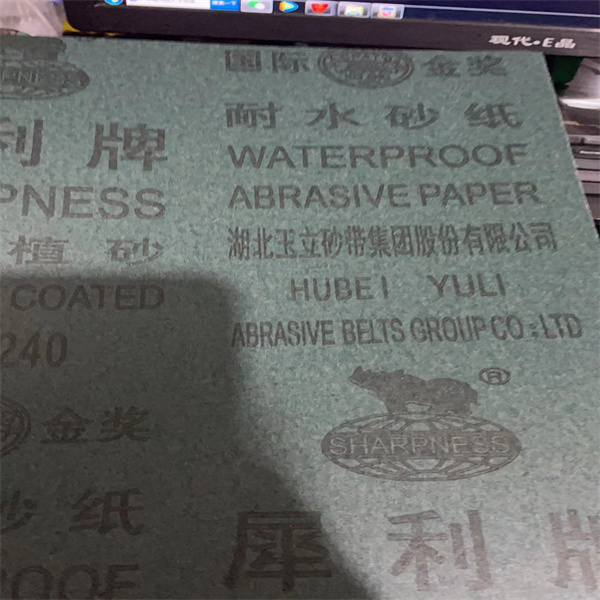 现代·E晶
SHARPNESS
国际 金奖
耐水砂纸
利牌
WATERPROOF
PNESS
ABRASIVE PAPER
植砂
湖北玉立砂带集团股份有限公司
COATED
HUBEI YULI
240
ABRASIVE BELTS GROUP CO.;LTD
®
金奖
SHARPNESS
砂纸
犀利牌
OOF